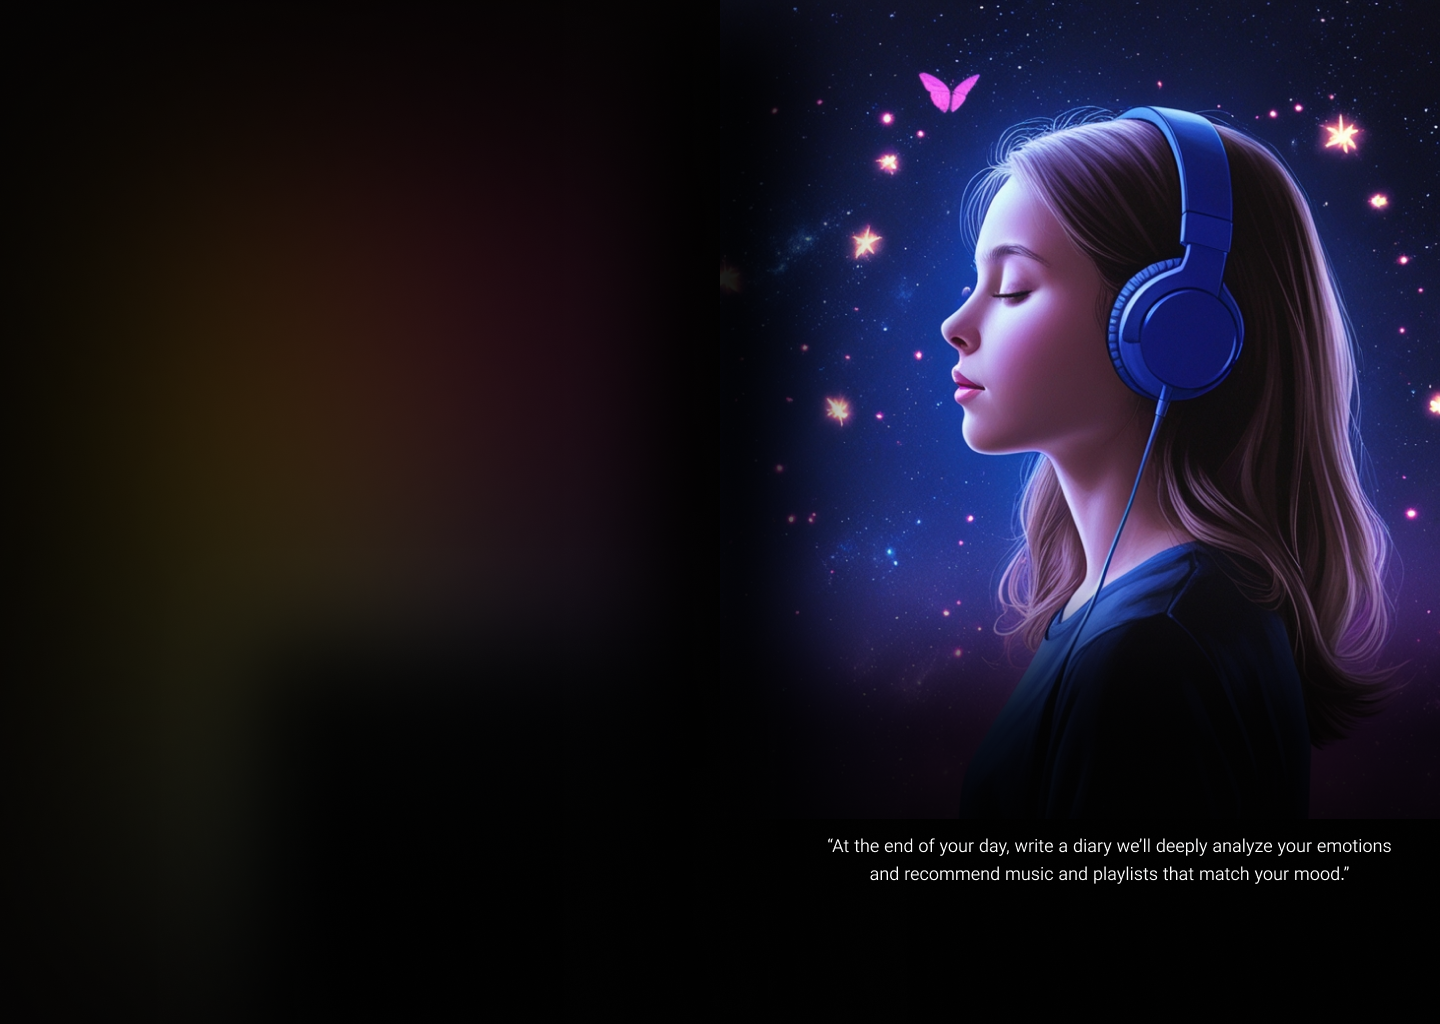 “At the end of your day, write a diary we’ll deeply analyze your emotions
and recommend music and playlists that match your mood.”